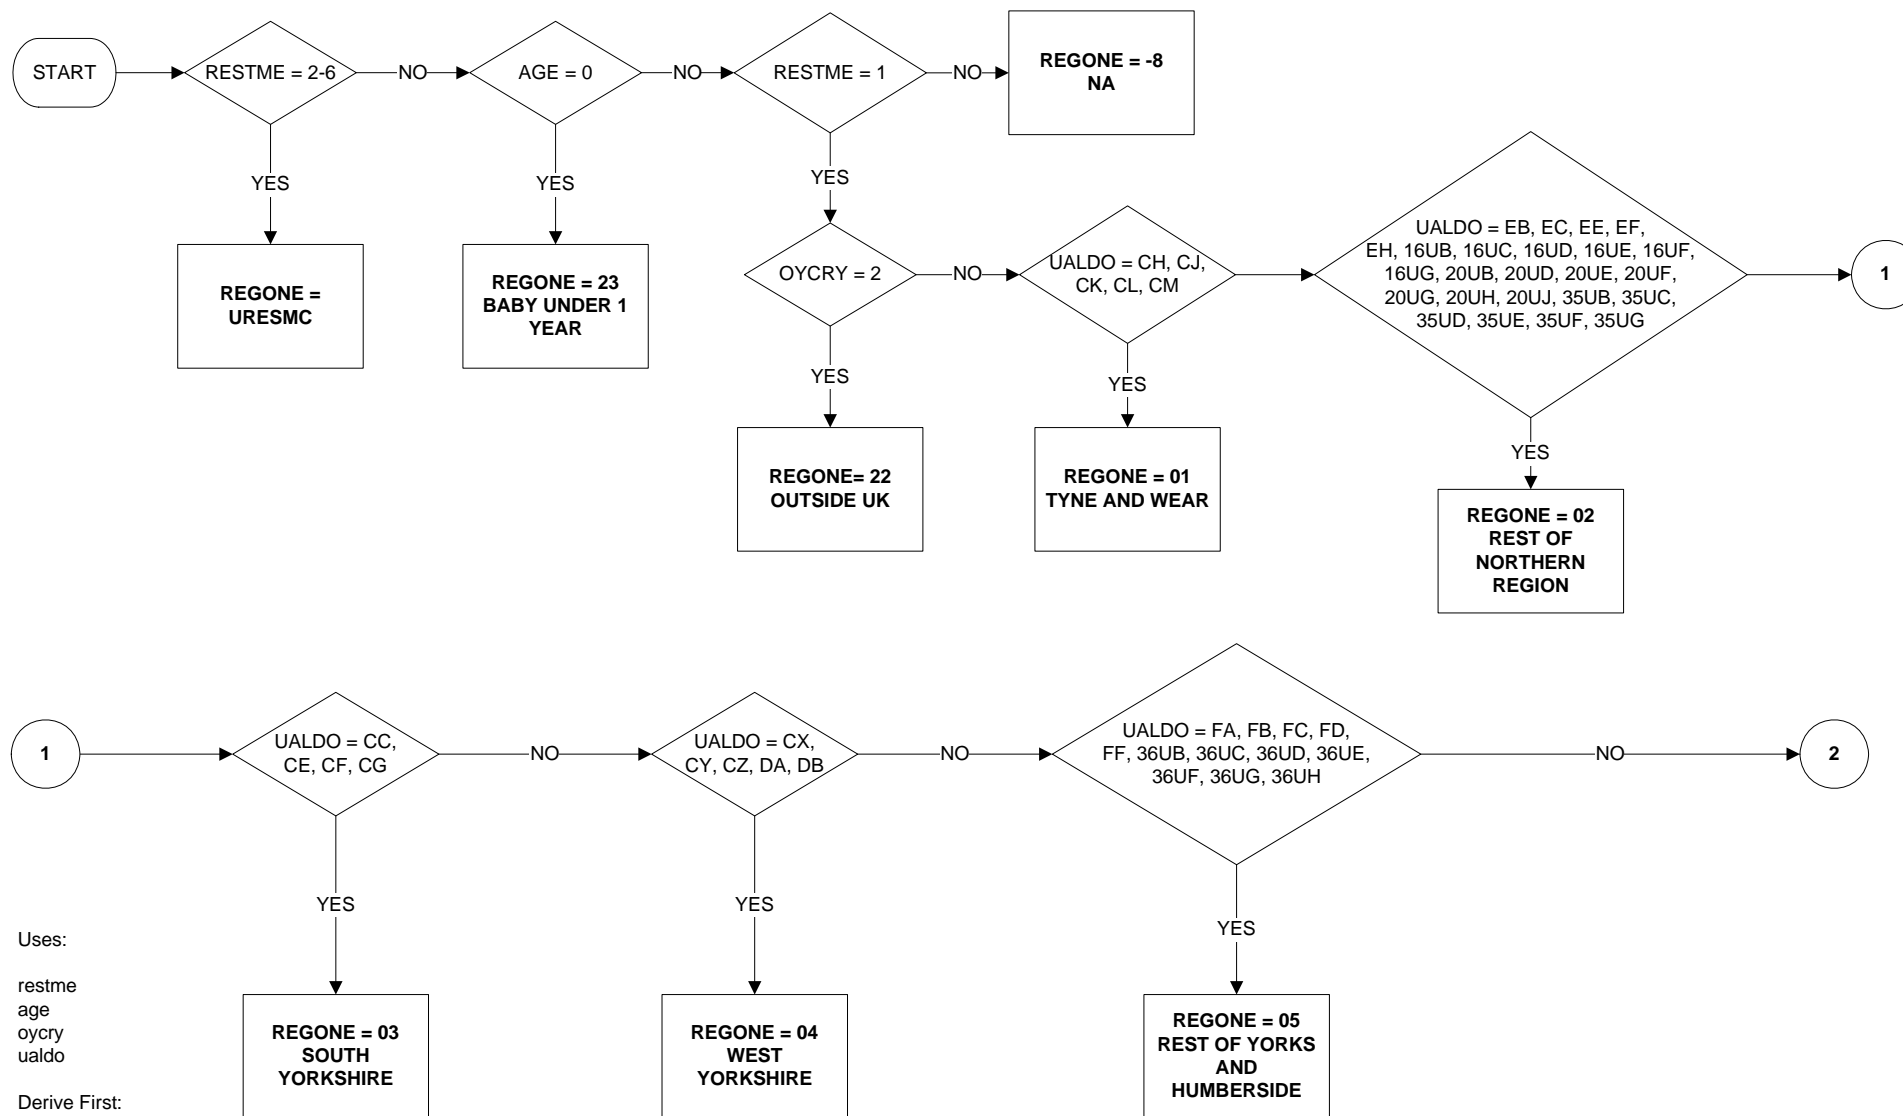 START
RESTME = 2-6
NO
AGE = 0
NO
RESTME = 1
NO
REGONE = -8
NA
YES
YES
YES
REGONE =
URESMC
REGONE = 23
BABY UNDER 1
YEAR
OYCRY = 2
NO
UALDO = CH, CJ,
CK, CL, CM
UALDO = EB, EC, EE, EF,
EH, 16UB, 16UC, 16UD, 16UE, 16UF,
16UG, 20UB, 20UD, 20UE, 20UF,
20UG, 20UH, 20UJ, 35UB, 35UC,
35UD, 35UE, 35UF, 35UG
1
YES
YES
YES
REGONE= 22
OUTSIDE UK
REGONE = 01
TYNE AND WEAR
REGONE = 02
REST OF
NORTHERN
REGION
1
UALDO = CC,
CE, CF, CG
NO
UALDO = CX,
CY, CZ, DA, DB
NO
UALDO = FA, FB, FC, FD,
FF, 36UB, 36UC, 36UD, 36UE,
36UF, 36UG, 36UH
NO
2
YES
YES
YES
REGONE = 03
SOUTH
YORKSHIRE
REGONE = 04
WEST
YORKSHIRE
REGONE = 05
REST OF YORKS
AND
HUMBERSIDE
Uses:
restme
age
oycry
ualdo
Derive First: